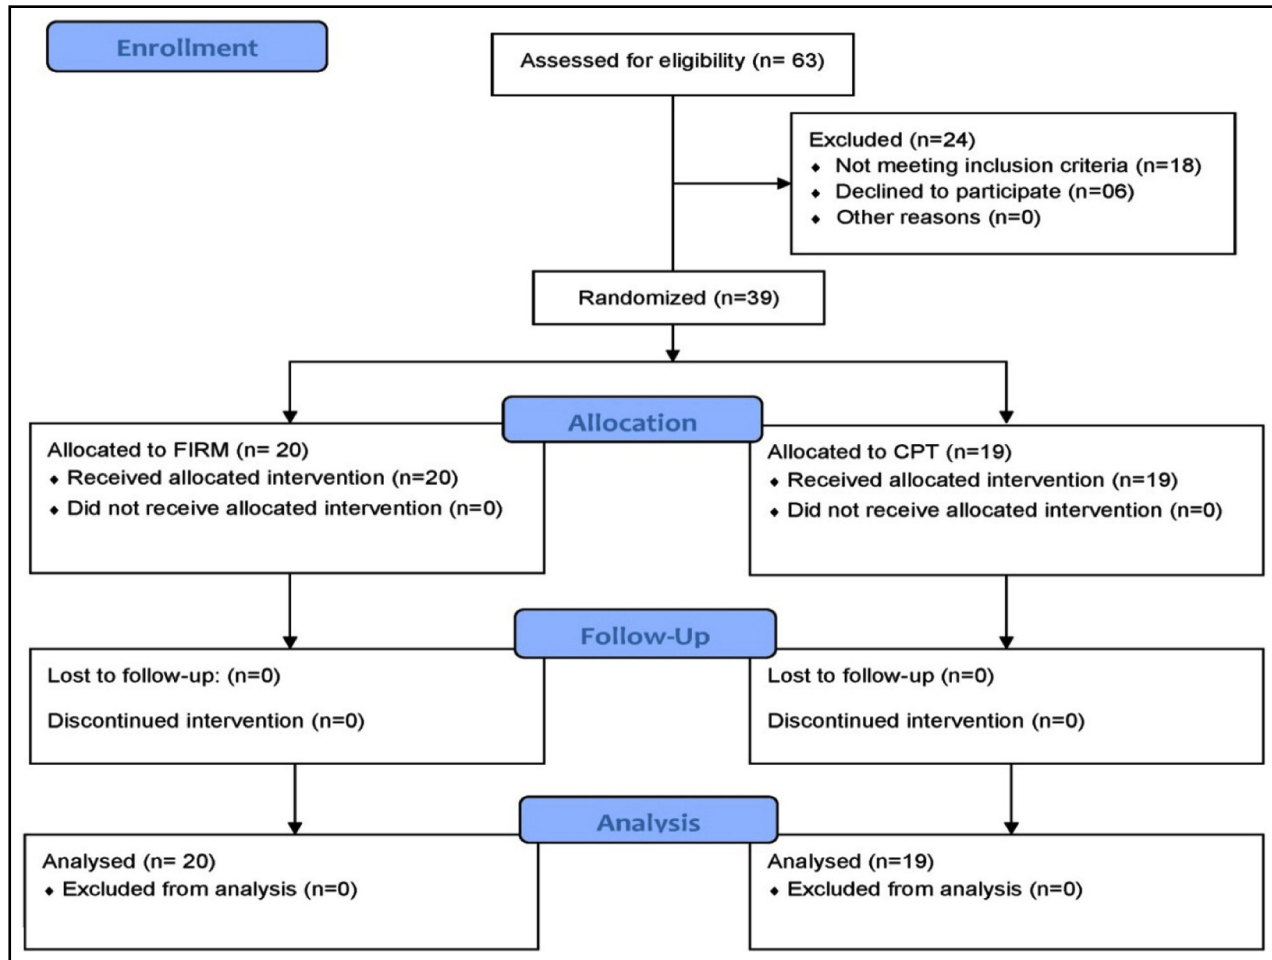 Enrollment
Assessed for eligibility (n= 63)
Excluded (n=24)
⬥ Not meeting inclusion criteria (n=18)
⬥ Declined to participate (n=06)
⬥ Other reasons (n=0)
Randomized (n=39)
Allocation
Allocated to FIRM (n= 20)
⬥ Received allocated intervention (n=20)
⬥ Did not receive allocated intervention (n=0)
Allocated to CPT (n=19)
⬥ Received allocated intervention (n=19)
⬥ Did not receive allocated intervention (n=0)
Follow-Up
Lost to follow-up: (n=0)
Discontinued intervention (n=0)
Lost to follow-up (n=0)
Discontinued intervention (n=0)
Analysis
Analysed (n= 20)
⬥ Excluded from analysis (n=0)
Analysed (n=19)
⬥ Excluded from analysis (n=0)